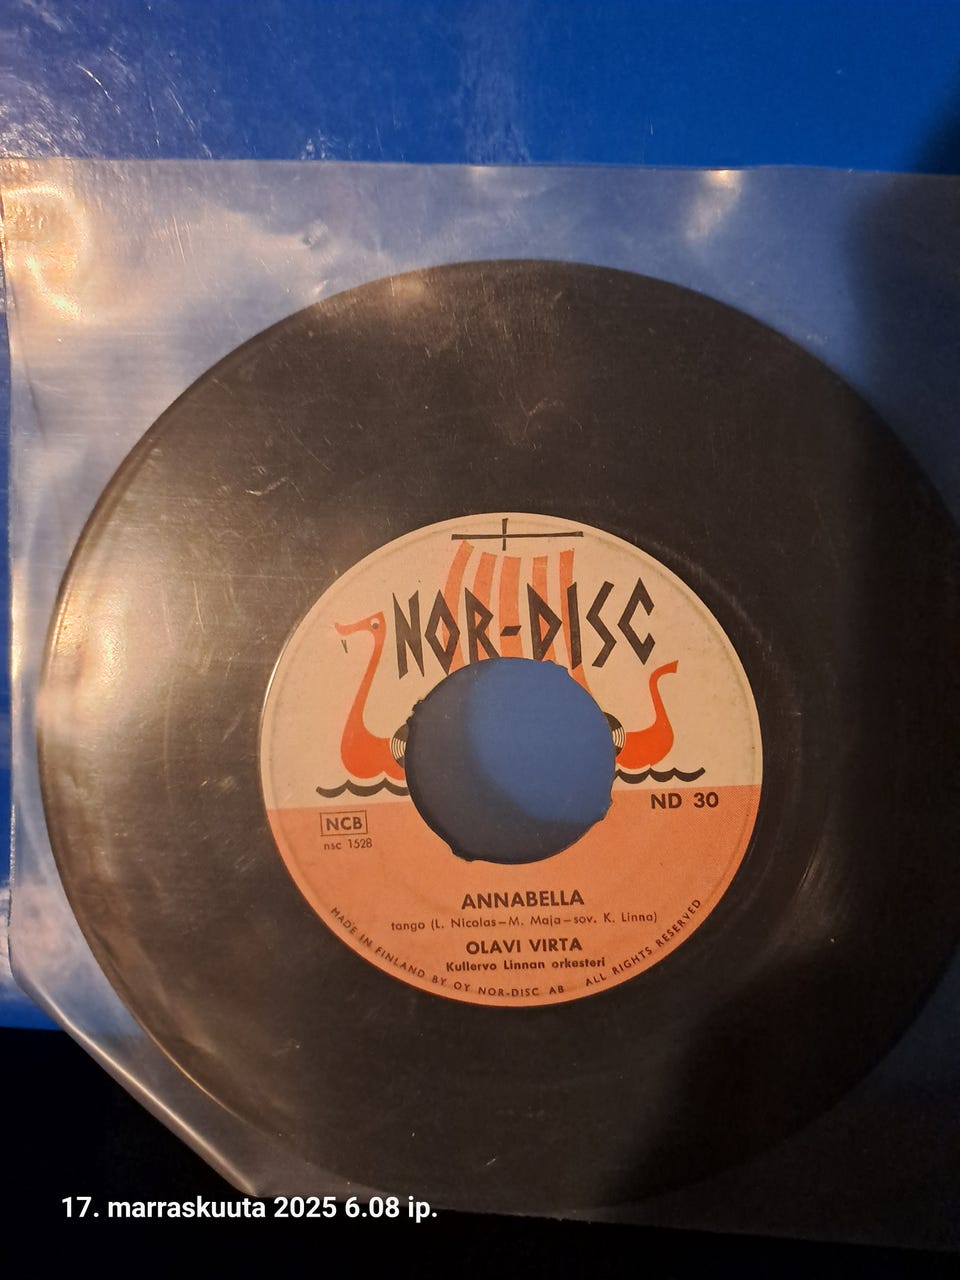 NOR-DISC
ND 30
NCB
nsc 1528
ANNABELLA
tango (L. Nicolas – M. Maja – sov. K. Linna)
OLAVI VIRTA
Kullervo Linnan orkesteri
MADE IN FINLAND BY OY NOR-DISC AB ALL RIGHTS RESERVED
17. marraskuuta 2025 6.08 ip.